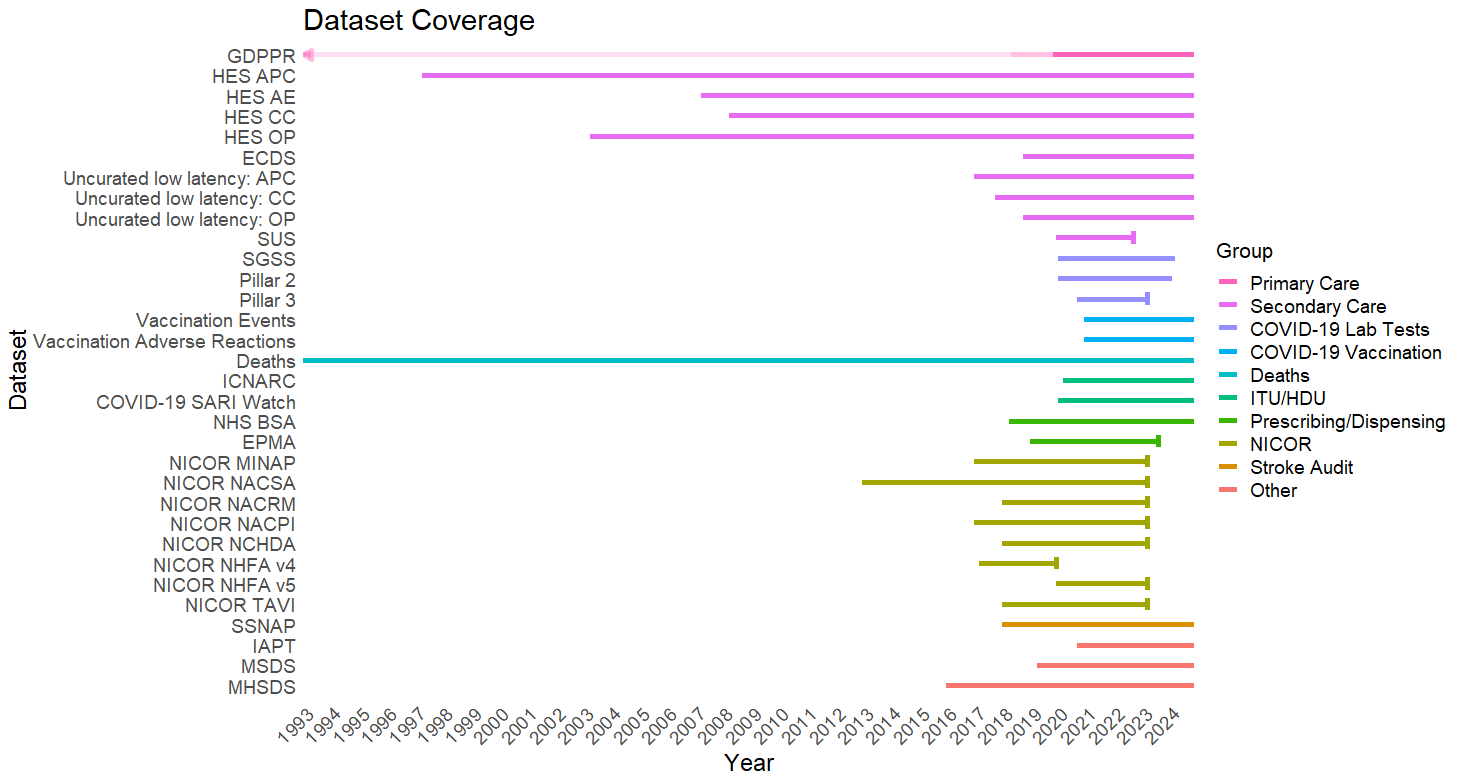 Dataset Coverage
GDPPR
HES APC
HES AE
HES CC
HES OP
ECDS
Uncurated low latency: APC
Uncurated low latency: CC
Uncurated low latency: OP
SUS
SGSS
Pillar 2
Pillar 3
Vaccination Events
Vaccination Adverse Reactions
Deaths
ICNARC
COVID-19 SARI Watch
NHS BSA
EPMA
NICOR MINAP
NICOR NACSA
NICOR NACRM
NICOR NACPI
NICOR NCHDA
NICOR NHFA v4
NICOR NHFA v5
NICOR TAVI
SSNAP
IAPT
MSDS
MHSDS
Dataset
1993 1994 1995 1996 1997 1998 1999 2000 2001 2002 2003 2004 2005 2006 2007 2008 2009 2010 2011 2012 2013 2014 2015 2016 2017 2018 2019 2020 2021 2022 2023 2024
Year
Group
Primary Care
Secondary Care
COVID-19 Lab Tests
COVID-19 Vaccination
Deaths
ITU/HDU
Prescribing/Dispensing
NICOR
Stroke Audit
Other